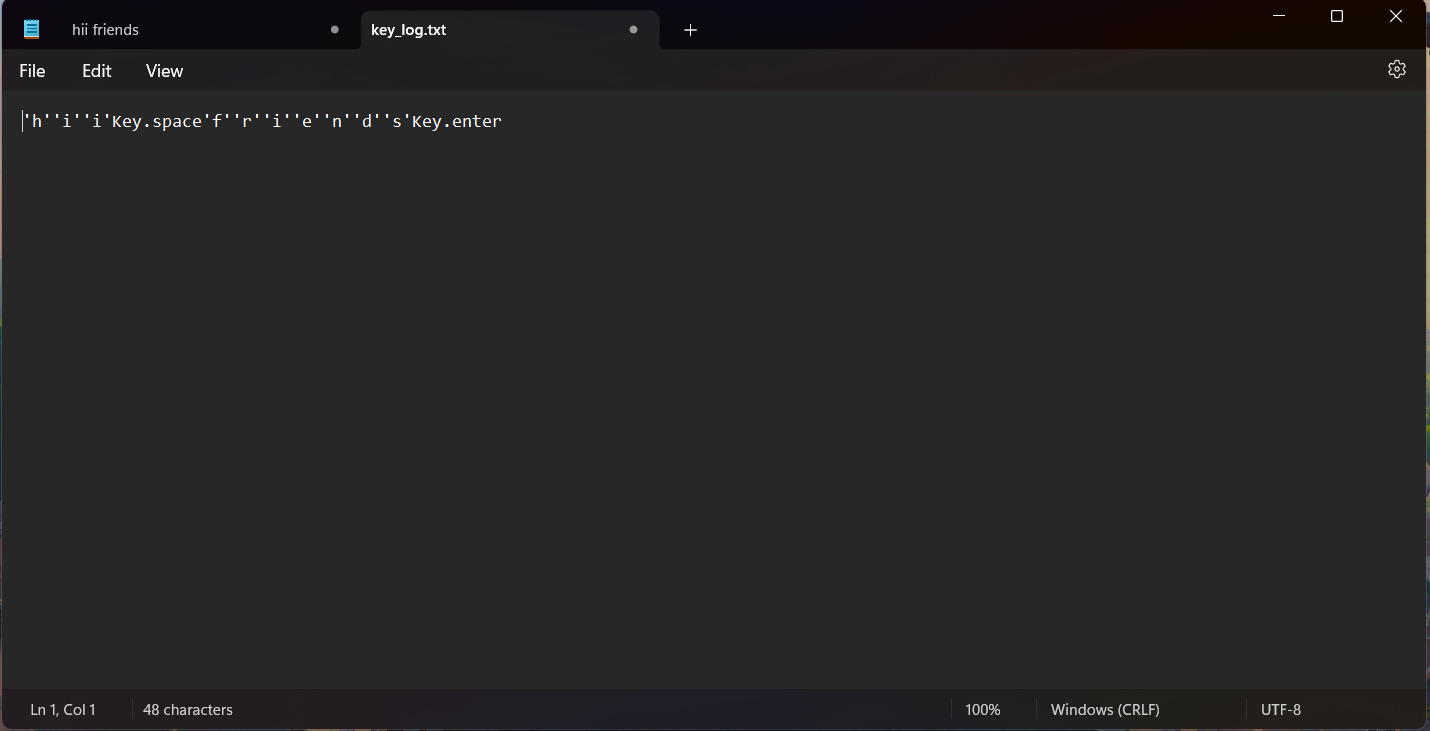 hii friends
key_log.txt
File Edit View
'h''i''i'Key.space'f''r''i''e''n''d''s'Key.enter
Ln 1, Col 1 48 characters 100% Windows (CRLF) UTF-8